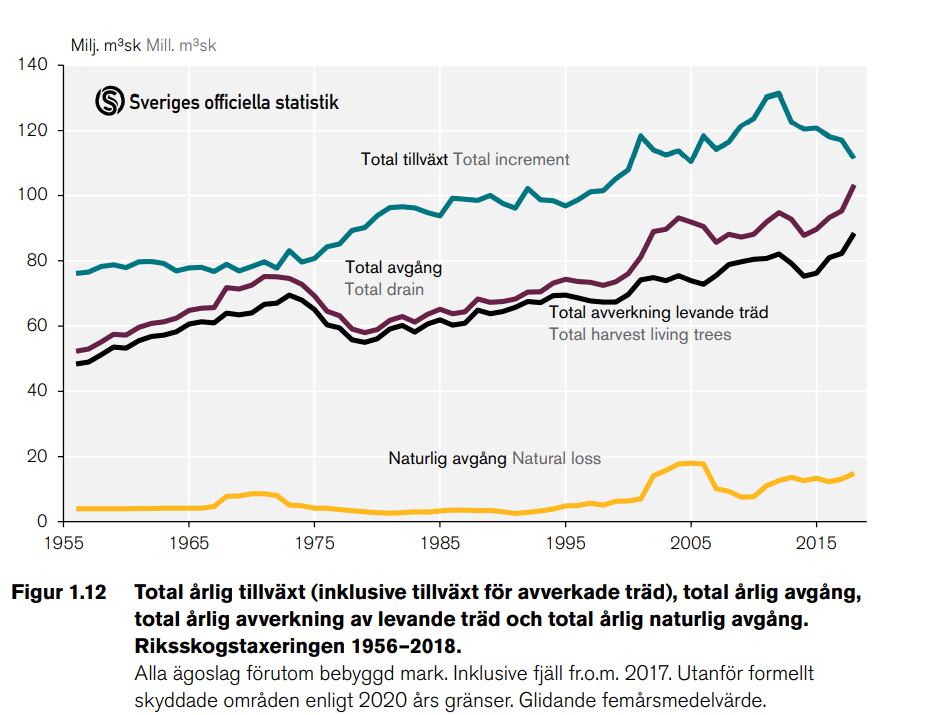 Milj. m³sk Mill. m³sk
140
Sveriges officiella statistik
120
Total tillväxt Total increment
100
80
Total avgång
Total drain
60
Total avverkning levande träd
Total harvest living trees
40
20
Naturlig avgång Natural loss
0
1955 1965 1975 1985 1995 2005 2015
Figur 1.12 Total årlig tillväxt (inklusive tillväxt för avverkade träd), total årlig avgång,
total årlig avverkning av levande träd och total årlig naturlig avgång.
Riksskogstaxeringen 1956–2018.
Alla ägoslag förutom bebyggd mark. Inklusive fjäll fr.o.m. 2017. Utanför formellt
skyddade områden enligt 2020 års gränser. Glidande femårsmedelvärde.